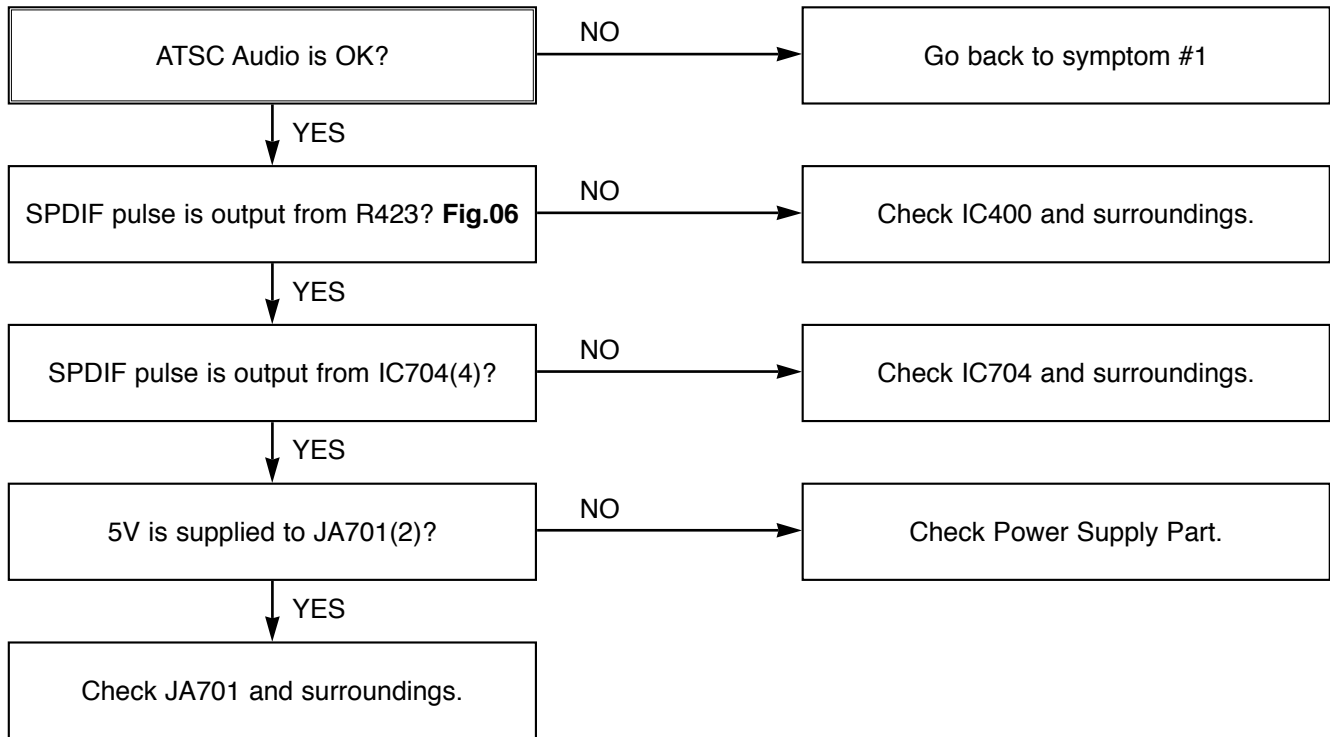 ATSC Audio is OK?
NO
Go back to symptom #1
YES
SPDIF pulse is output from R423? Fig.06
NO
Check IC400 and surroundings.
YES
SPDIF pulse is output from IC704(4)?
NO
Check IC704 and surroundings.
YES
5V is supplied to JA701(2)?
NO
Check Power Supply Part.
YES
Check JA701 and surroundings.